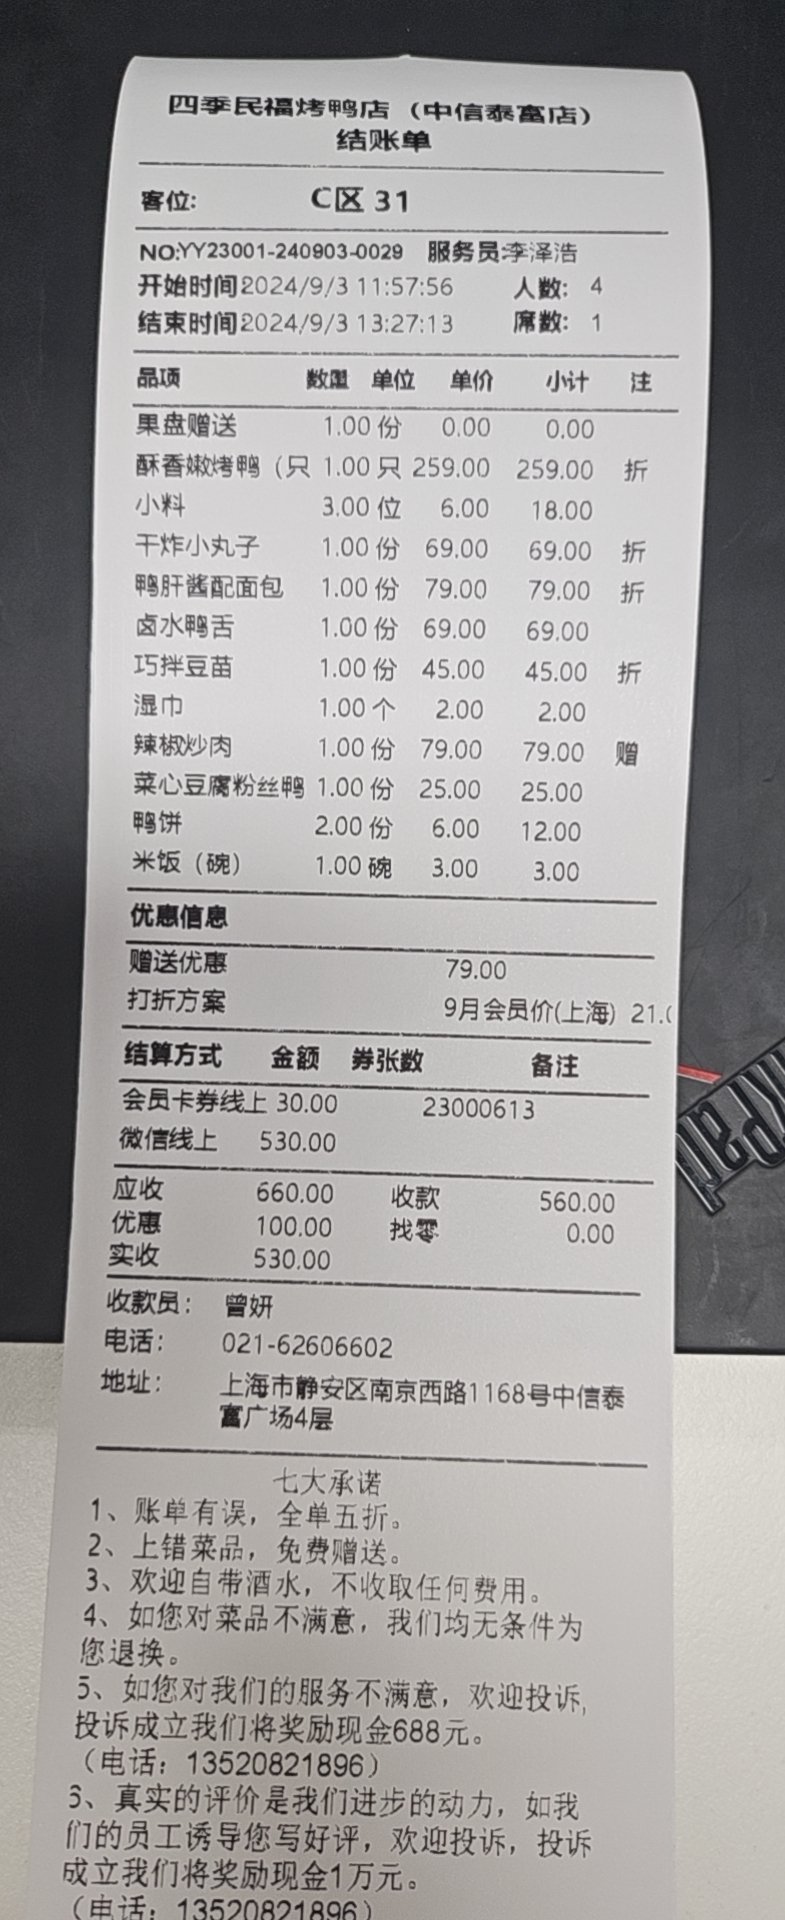 四季民福烤鸭店（中信泰富店）
结账单
客位: C区 31
NO:YY23001-240903-0029 服务员:李泽浩
开始时间2024/9/3 11:57:56 人数: 4
结束时间2024/9/3 13:27:13 席数: 1
品项 数量 单位 单价 小计 注
果盘赠送 1.00 份 0.00 0.00
酥香嫩烤鸭（只 1.00 只 259.00 259.00 折
小料 3.00 位 6.00 18.00
干炸小丸子 1.00 份 69.00 69.00 折
鸭肝酱配面包 1.00 份 79.00 79.00 折
卤水鸭舌 1.00 份 69.00 69.00
巧拌豆苗 1.00 份 45.00 45.00 折
湿巾 1.00 个 2.00 2.00
辣椒炒肉 1.00 份 79.00 79.00 赠
菜心豆腐粉丝鸭 1.00 份 25.00 25.00
鸭饼 2.00 份 6.00 12.00
米饭（碗） 1.00 碗 3.00 3.00
优惠信息
赠送优惠 79.00
打折方案 9月会员价(上海) 21.0
结算方式 金额 券张数 备注
会员卡券线上 30.00 23000613
微信线上 530.00
应收 660.00 收款 560.00
优惠 100.00 找零 0.00
实收 530.00
收款员: 曾妍
电话: 021-62606602
地址: 上海市静安区南京西路1168号中信泰
富广场4层
七大承诺
1、账单有误，全单五折。
2、上错菜品，免费赠送。
3、欢迎自带酒水，不收取任何费用。
4、如您对菜品不满意，我们均无条件为
您退换。
5、如您对我们的服务不满意，欢迎投诉,
投诉成立我们将奖励现金688元。
（电话：13520821896）
6、真实的评价是我们进步的动力，如我
们的员工诱导您写好评，欢迎投诉，投诉
成立我们将奖励现金1万元。
（电话：13520821896）